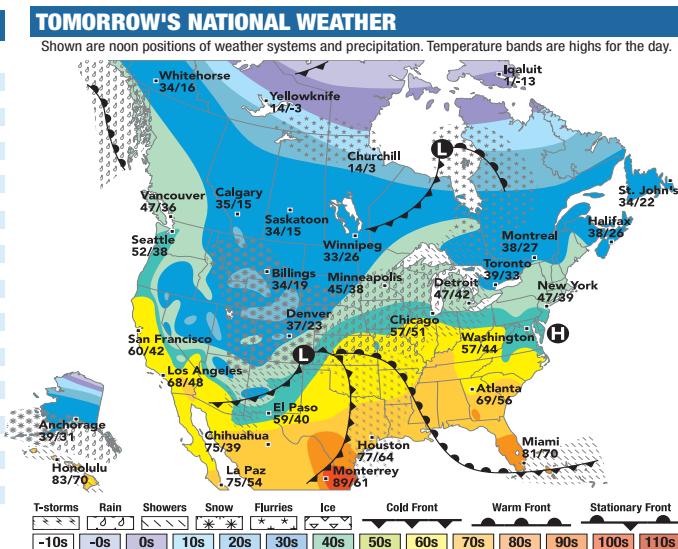 TOMORROW'S NATIONAL WEATHER
Shown are noon positions of weather systems and precipitation. Temperature bands are highs for the day.
Whitehorse
34/16
Iqaluit
1/-13
Yellowknife
14/-3
L
Churchill
14/3
Vancouver
47/36
Calgary
35/15
St. John's
34/22
Saskatoon
34/15
Halifax
38/26
Seattle
52/38
Winnipeg
33/26
Montreal
38/27
Toronto
39/33
Billings
34/19
Minneapolis
45/38
Detroit
47/42
New York
47/39
Denver
37/23
Chicago
57/51
San Francisco
60/42
Washington
57/44
H
L
Los Angeles
68/48
Atlanta
69/56
El Paso
59/40
Anchorage
39/31
Chihuahua
75/39
Houston
77/64
Miami
81/70
Honolulu
83/70
La Paz
75/54
Monterrey
89/61
T-storms Rain Showers Snow Flurries Ice Cold Front Warm Front Stationary Front
-10s -0s 0s 10s 20s 30s 40s 50s 60s 70s 80s 90s 100s 110s